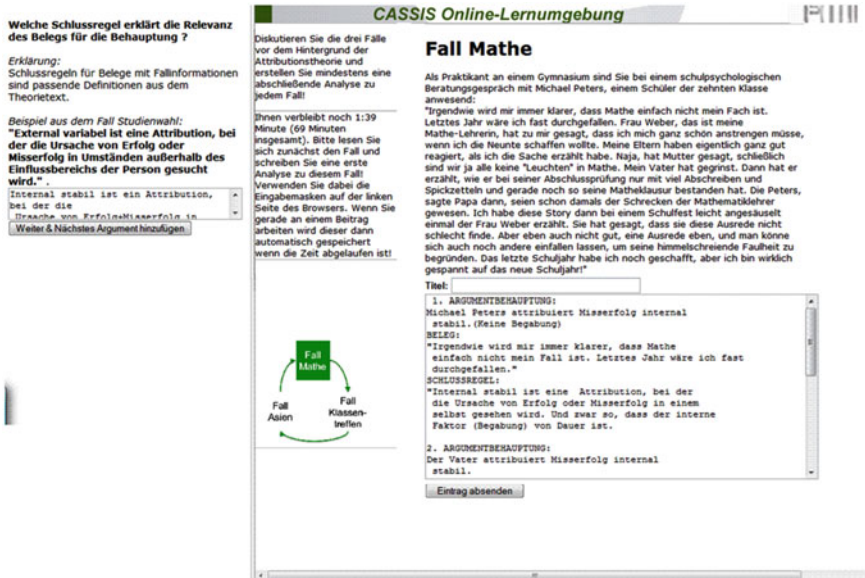 Welche Schlussregel erklärt die Relevanz
des Belegs für die Behauptung ?
Erklärung:
Schlussregeln für Belege mit Fallinformationen
sind passende Definitionen aus dem
Theorietext.
Beispiel aus dem Fall Studienwahl:
"External variabel ist eine Attribution, bei
der die Ursache von Erfolg oder
Misserfolg in Umständen außerhalb des
Einflussbereichs der Person gesucht
wird." .
Internal stabil ist ein Attribution,
bei der die
Ursache von Erfolg+Misserfolg in
Weiter & Nächstes Argument hinzufügen
CASSIS Online-Lernumgebung
Diskutieren Sie die drei Fälle
vor dem Hintergrund der
Attributionstheorie und
erstellen Sie mindestens eine
abschließende Analyse zu
jedem Fall!
Ihnen verbleibt noch 1:39
Minute (69 Minuten
insgesamt). Bitte lesen Sie
sich zunächst den Fall und
schreiben Sie eine erste
Analyse zu diesem Fall!
Verwenden Sie dabei die
Eingabemasken auf der linken
Seite des Browsers. Wenn Sie
gerade an einem Beitrag
arbeiten wird dieser dann
automatisch gespeichert
wenn die Zeit abgelaufen ist!
Fall
Mathe
Fall
Asien
Fall
Klassen-
treffen
Fall Mathe
Als Praktikant an einem Gymnasium sind Sie bei einem schulpsychologischen
Beratungsgespräch mit Michael Peters, einem Schüler der zehnten Klasse
anwesend:
"Irgendwie wird mir immer klarer, dass Mathe einfach nicht mein Fach ist.
Letztes Jahr wäre ich fast durchgefallen. Frau Weber, das ist meine
Mathe-Lehrerin, hat zu mir gesagt, dass ich mich ganz schön anstrengen müsse,
wenn ich die Neunte schaffen wollte. Meine Eltern haben eigentlich ganz gut
reagiert, als ich die Sache erzählt habe. Naja, hat Mutter gesagt, schließlich
sind wir ja alle keine "Leuchten" in Mathe. Mein Vater hat gegrinst. Dann hat er
erzählt, wie er bei seiner Abschlussprüfung nur mit viel Abschreiben und
Spickzetteln und gerade noch so seine Matheklausur bestanden hat. Die Peters,
sagte Papa dann, seien schon damals der Schrecken der Mathematiklehrer
gewesen. Ich habe diese Story dann bei einem Schulfest leicht angesäuselt
einmal der Frau Weber erzählt. Sie hat gesagt, dass sie diese Ausrede nicht
schlecht finde. Aber eben auch nicht gut, eine Ausrede eben, und man könne
sich auch noch andere einfallen lassen, um seine himmelschreiende Faulheit zu
begründen. Das letzte Schuljahr habe ich noch geschafft, aber ich bin wirklich
gespannt auf das neue Schuljahr!"
Titel:
1. ARGUMENTBEHAUPTUNG:
Michael Peters attribuiert Misserfolg internal
stabil.(Keine Begabung)
BELEG:
"Irgendwie wird mir immer klarer, dass Mathe
einfach nicht mein Fall ist. Letztes Jahr wäre ich fast
durchgefallen."
SCHLUSSREGEL:
"Internal stabil ist eine Attribution, bei der
die Ursache von Erfolg oder Misserfolg in einem
selbst gesehen wird. Und zwar so, dass der interne
Faktor (Begabung) von Dauer ist.
2. ARGUMENTBEHAUPTUNG:
Der Vater attribuiert Misserfolg internal
stabil.
Eintrag absenden